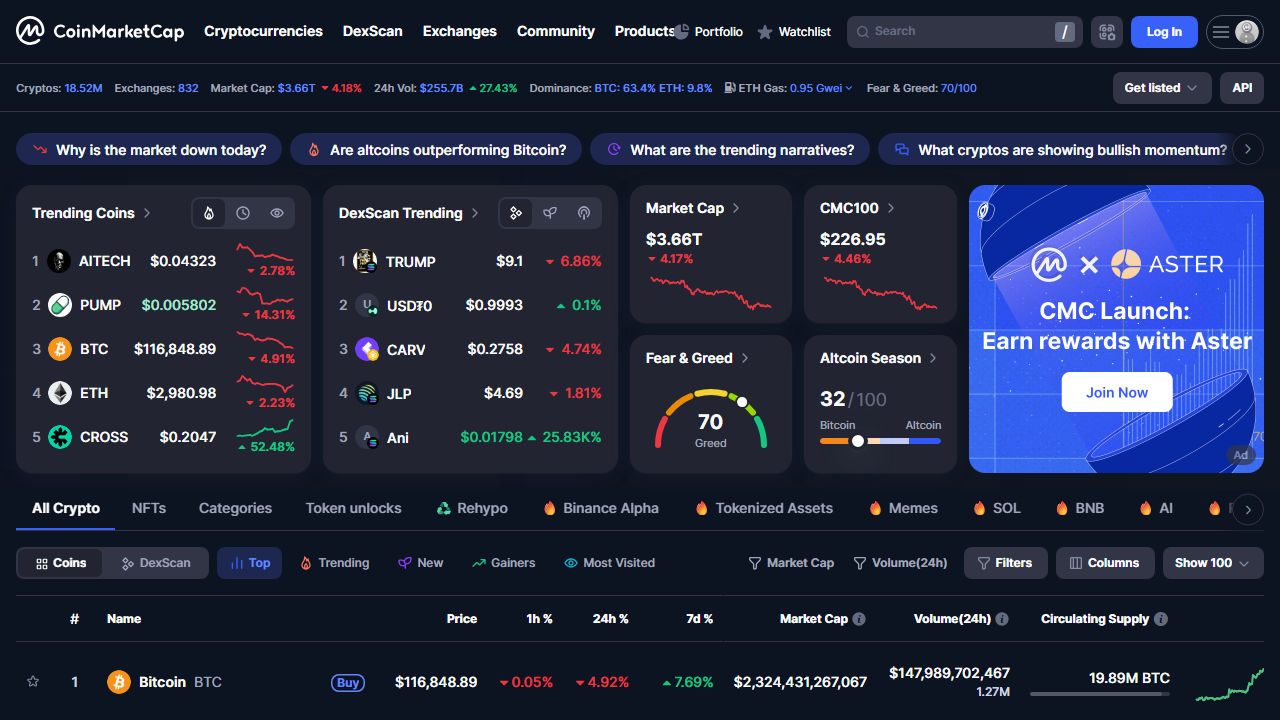 CoinMarketCap Cryptocurrencies DexScan Exchanges Community Products Portfolio Watchlist Search / Log In
Cryptos: 18.52M Exchanges: 832 Market Cap: $3.66T 4.18% 24h Vol: $255.7B 27.43% Dominance: BTC: 63.4% ETH: 9.8% ETH Gas: 0.95 Gwei Fear & Greed: 70/100 Get listed API
Why is the market down today? Are altcoins outperforming Bitcoin? What are the trending narratives? What cryptos are showing bullish momentum?
Trending Coins
1 AITECH $0.04323 2.78%
2 PUMP $0.005802 14.31%
3 BTC $116,848.89 4.91%
4 ETH $2,980.98 2.23%
5 CROSS $0.2047 52.48%
DexScan Trending
1 TRUMP $9.1 6.86%
2 U USD₮0 $0.9993 0.1%
3 CARV $0.2758 4.74%
4 JLP $4.69 1.81%
5 A Ani $0.01798 25.83K%
Market Cap
$3.66T
4.17%
CMC100
$226.95
4.46%
Fear & Greed
70
Greed
Altcoin Season
32/100
Bitcoin Altcoin
× ASTER
CMC Launch:
Earn rewards with Aster
Join Now
Ad
All Crypto NFTs Categories Token unlocks Rehypo Binance Alpha Tokenized Assets Memes SOL BNB AI
Coins DexScan Top Trending New Gainers Most Visited Market Cap Volume(24h) Filters Columns Show 100
# Name Price 1h % 24h % 7d % Market Cap Volume(24h) Circulating Supply
1 Bitcoin BTC Buy $116,848.89 0.05% 4.92% 7.69% $2,324,431,267,067 $147,989,702,467 19.89M BTC
1.27M